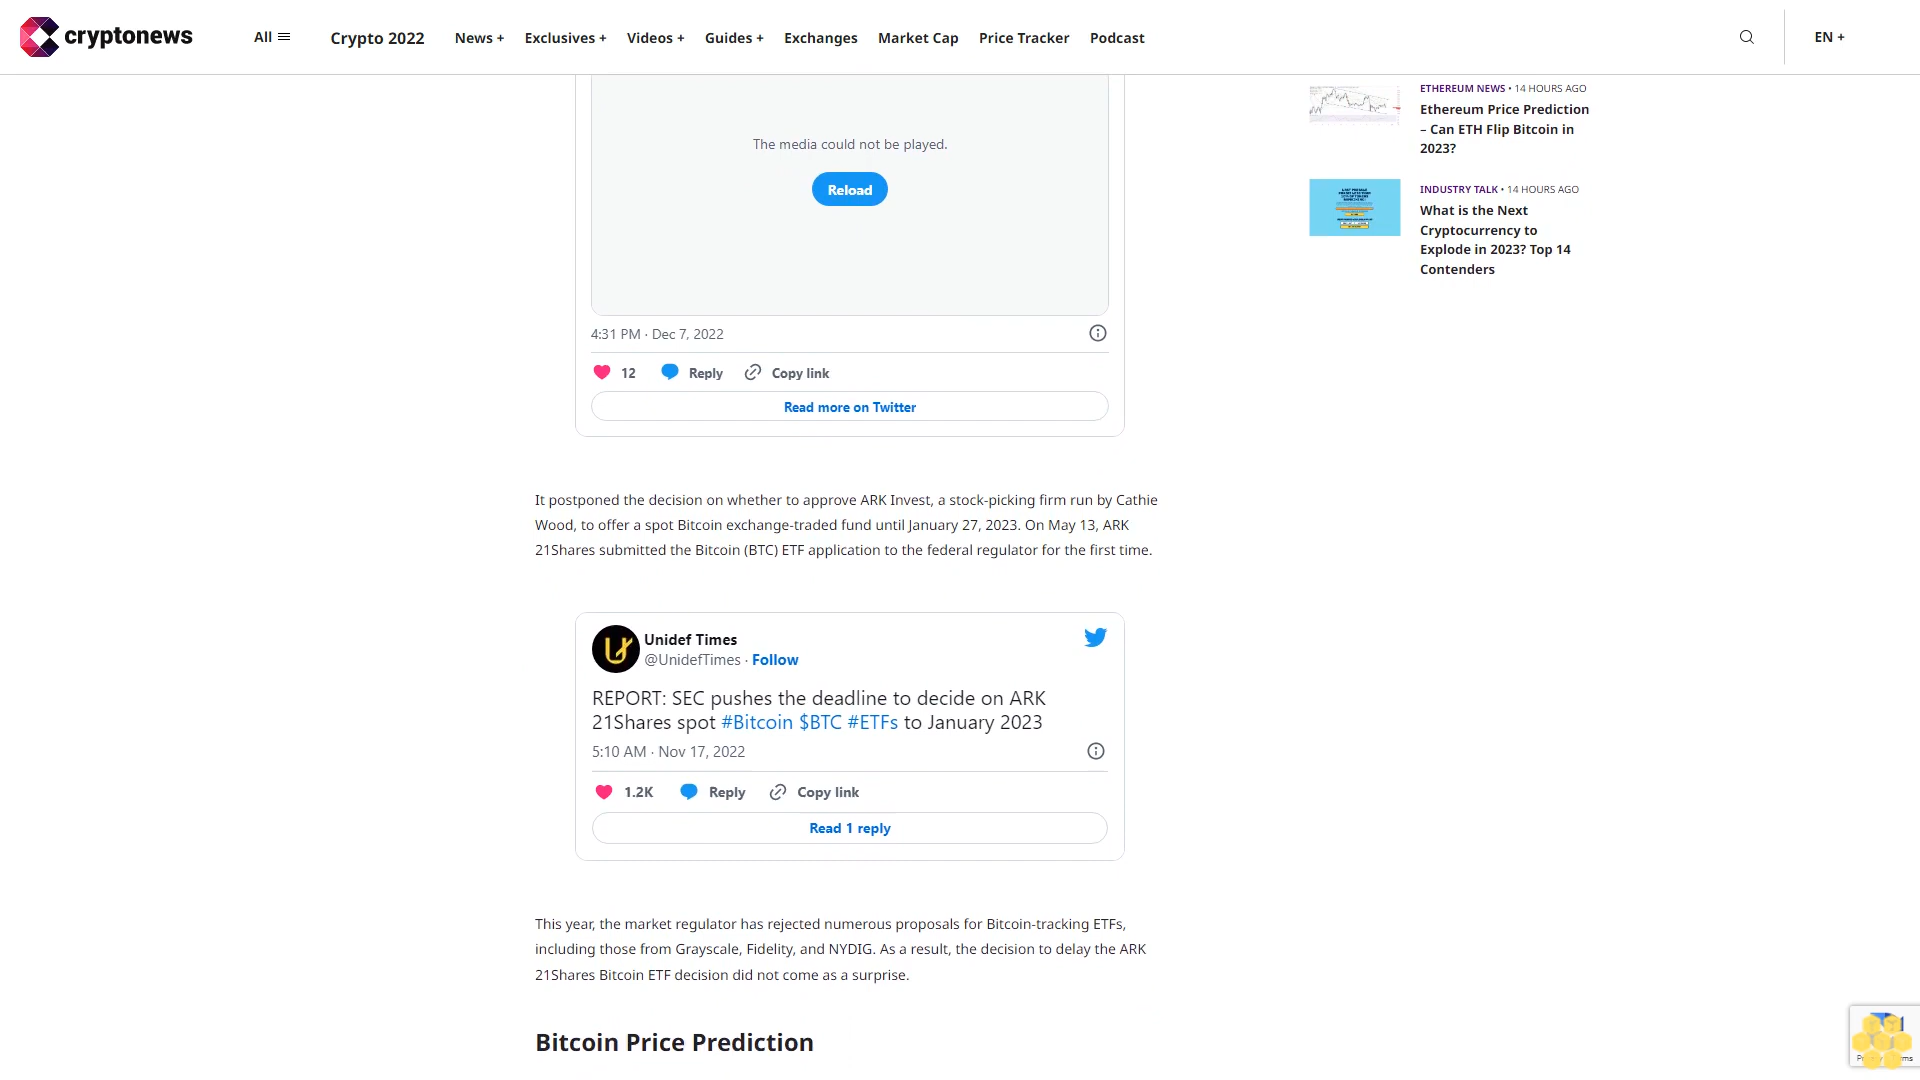 cryptonews
All
Crypto 2022
News +
Exclusives +
Videos +
Guides +
Exchanges
Market Cap
Price Tracker
Podcast
EN +
The media could not be played.
Reload
4:31 PM · Dec 7, 2022
12
Reply
Copy link
Read more on Twitter
It postponed the decision on whether to approve ARK Invest, a stock-picking firm run by Cathie
Wood, to offer a spot Bitcoin exchange-traded fund until January 27, 2023. On May 13, ARK
21Shares submitted the Bitcoin (BTC) ETF application to the federal regulator for the first time.
Unidef Times
@UnidefTimes · Follow
REPORT: SEC pushes the deadline to decide on ARK
21Shares spot #Bitcoin $BTC #ETFs to January 2023
5:10 AM · Nov 17, 2022
1.2K
Reply
Copy link
Read 1 reply
This year, the market regulator has rejected numerous proposals for Bitcoin-tracking ETFs,
including those from Grayscale, Fidelity, and NYDIG. As a result, the decision to delay the ARK
21Shares Bitcoin ETF decision did not come as a surprise.
Bitcoin Price Prediction
ETHEREUM NEWS • 14 HOURS AGO
Ethereum Price Prediction
– Can ETH Flip Bitcoin in
2023?
INDUSTRY TALK • 14 HOURS AGO
What is the Next
Cryptocurrency to
Explode in 2023? Top 14
Contenders